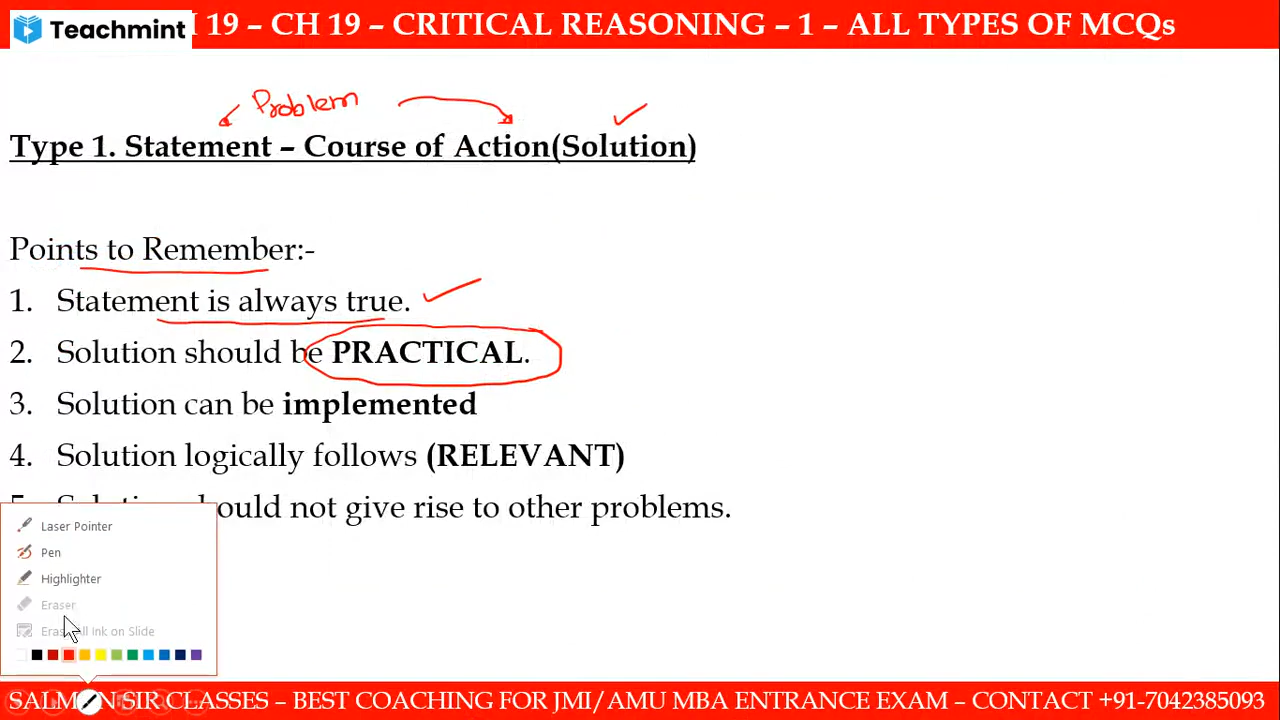 Teachmint 19 – CH 19 – CRITICAL REASONING – 1 – ALL TYPES OF MCQs
Problem
Type 1. Statement – Course of Action(Solution)
Points to Remember:-
1. Statement is always true.
2. Solution should be PRACTICAL.
3. Solution can be implemented
4. Solution logically follows (RELEVANT)
should not give rise to other problems.
Laser Pointer
Pen
Highlighter
Eraser
Erase All Ink on Slide
SALMAN SIR CLASSES – BEST COACHING FOR JMI/AMU MBA ENTRANCE EXAM – CONTACT +91-7042385093